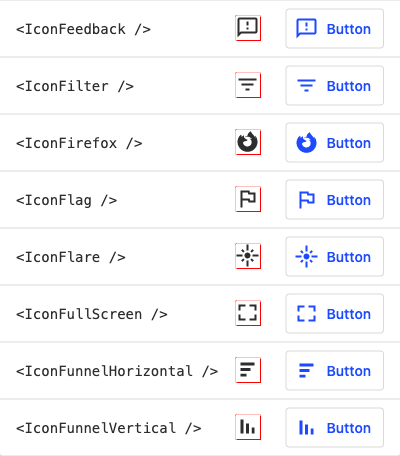 <IconFeedback /> Button
<IconFilter /> Button
<IconFirefox /> Button
<IconFlag /> Button
<IconFlare /> Button
<IconFullScreen /> Button
<IconFunnelHorizontal /> Button
<IconFunnelVertical /> Button